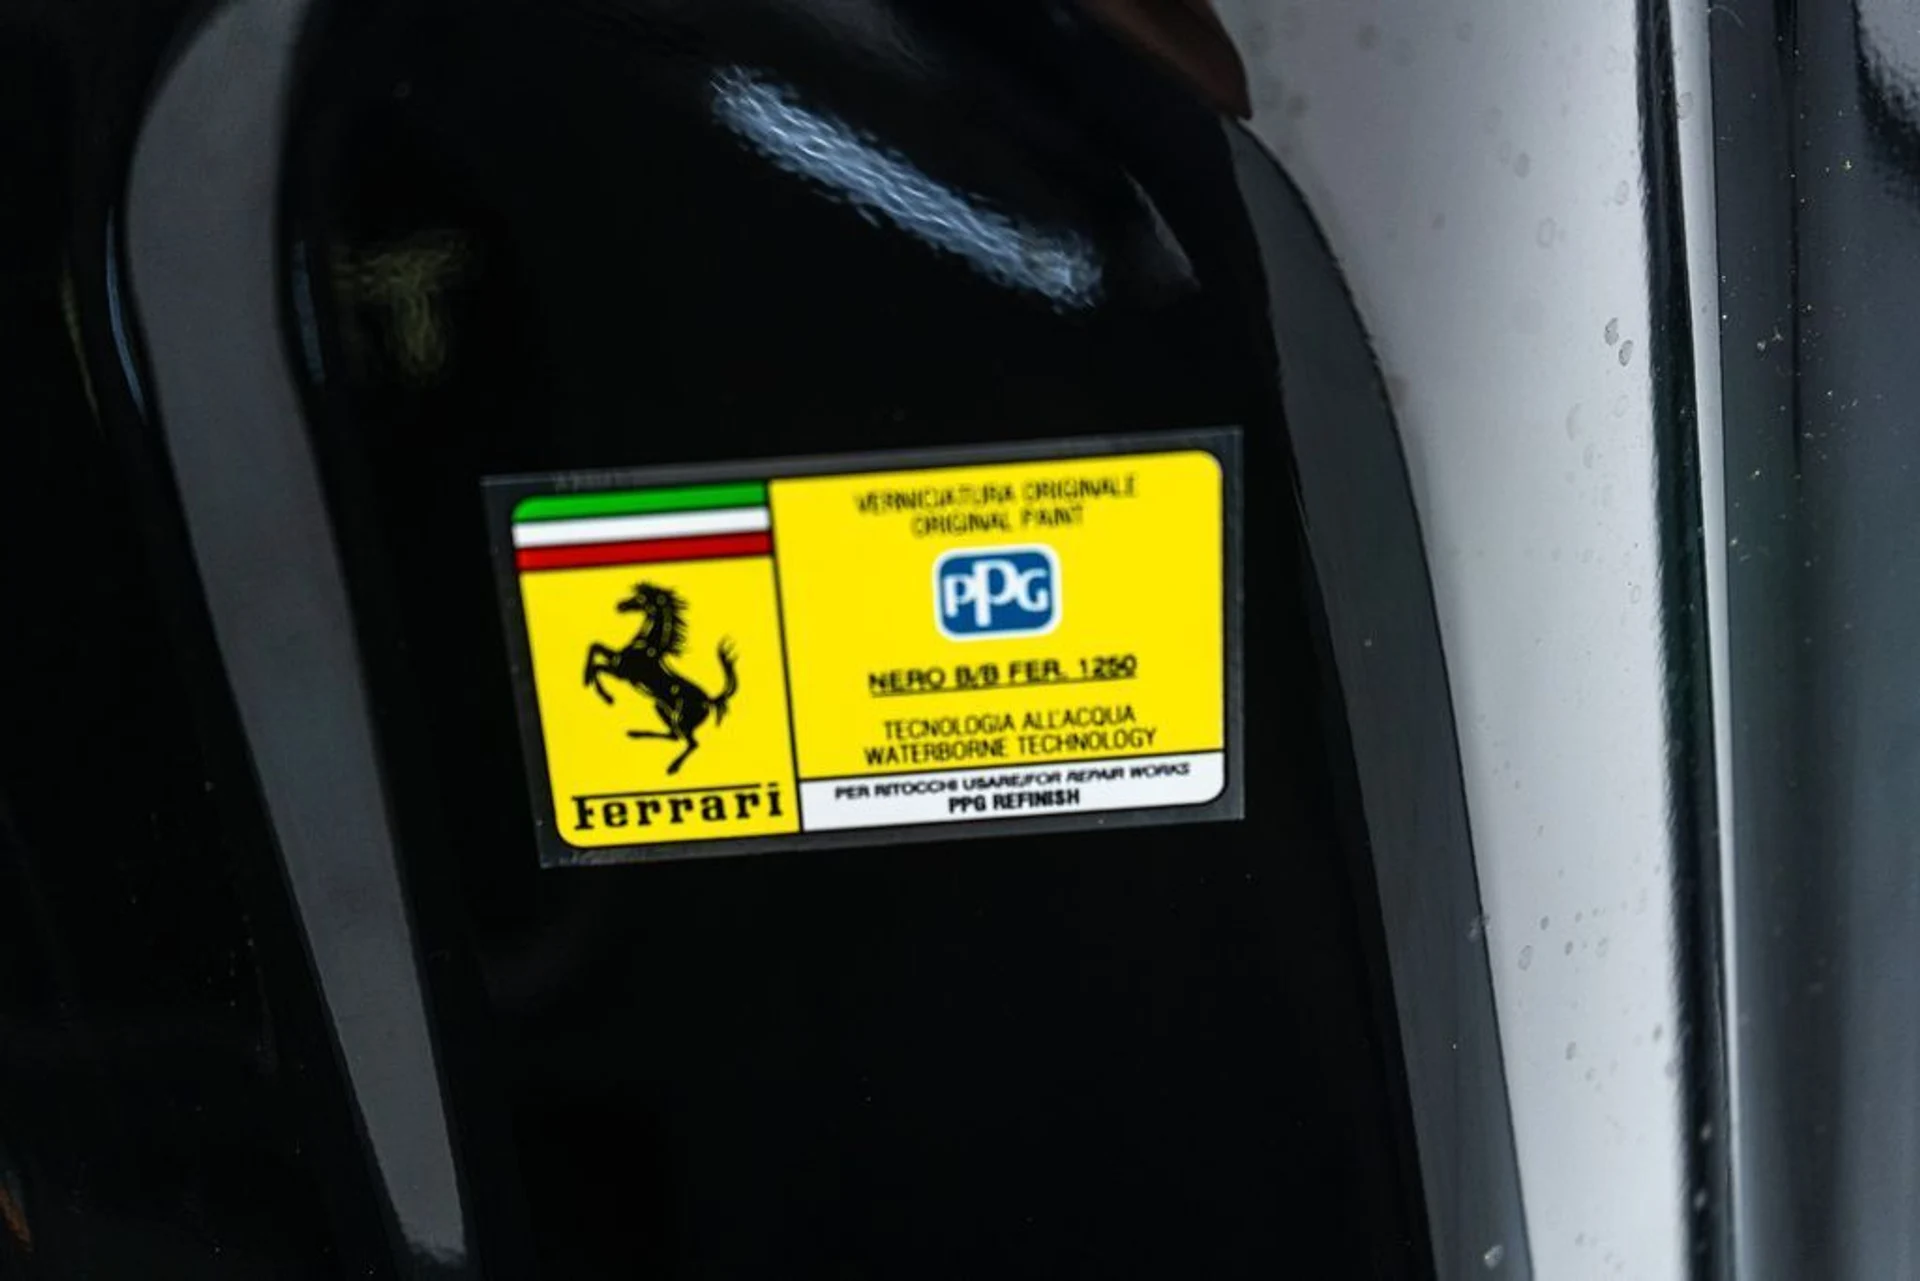 VERNICIATURA ORIGINALE
ORIGINAL PAINT
PPG
NERO B/B FER. 1250
TECNOLOGIA ALL'ACQUA
WATERBORNE TECHNOLOGY
PER RITOCCHI USARE/FOR REPAIR WORKS
PPG REFINISH
Ferrari